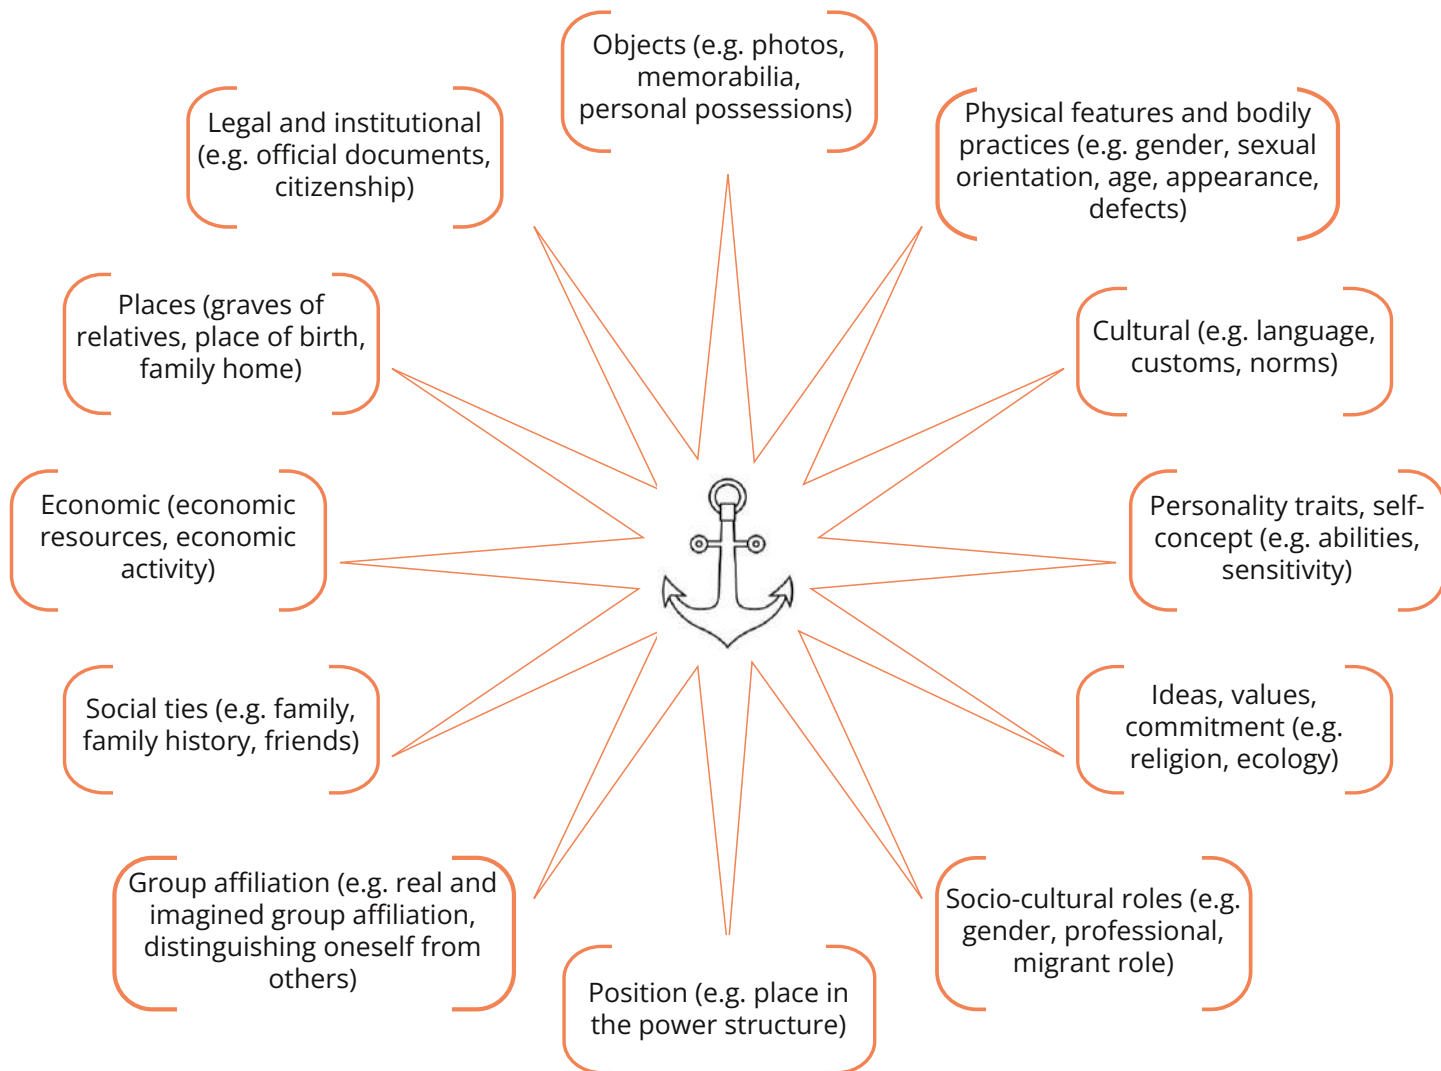 Objects (e.g. photos,
memorabilia,
personal possessions)
Physical features and bodily
practices (e.g. gender, sexual
orientation, age, appearance,
defects)
Cultural (e.g. language,
customs, norms)
Personality traits, self-
concept (e.g. abilities,
sensitivity)
Ideas, values,
commitment (e.g.
religion, ecology)
Socio-cultural roles (e.g.
gender, professional,
migrant role)
Position (e.g. place in
the power structure)
Group affiliation (e.g. real and
imagined group affiliation,
distinguishing oneself from
others)
Social ties (e.g. family,
family history, friends)
Economic (economic
resources, economic
activity)
Places (graves of
relatives, place of birth,
family home)
Legal and institutional
(e.g. official documents,
citizenship)